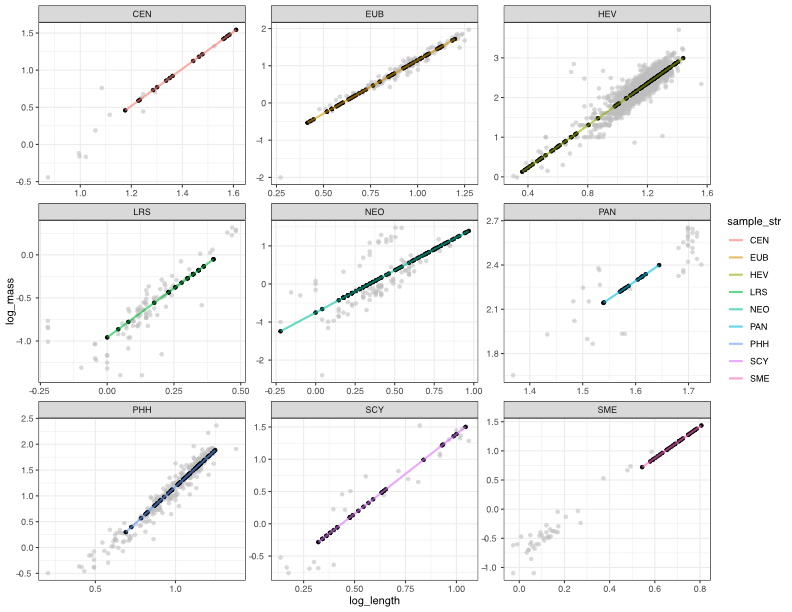 CEN EUB HEV
1.5 1.0 0.5 0.0 -0.5
2 1 0 -1 -2
3 2 1 0
1.0 1.2 1.4 1.6
0.25 0.50 0.75 1.00 1.25
0.4 0.8 1.2 1.6
LRS NEO PAN
0.0 -0.5 -1.0
1 0 -1 -2
2.7 2.4 2.1 1.8
-0.25 0.00 0.25 0.50
-0.25 0.00 0.25 0.50 0.75 1.00
1.4 1.5 1.6 1.7
PHH SCY SME
2.5 2.0 1.5 1.0 0.5 0.0 -0.5
1.5 1.0 0.5 0.0 -0.5
1.5 1.0 0.5 0.0 -0.5 -1.0
0.5 1.0
0.25 0.50 0.75 1.00
0.0 0.2 0.4 0.6 0.8
log_mass
log_length
sample_str
CEN
EUB
HEV
LRS
NEO
PAN
PHH
SCY
SME